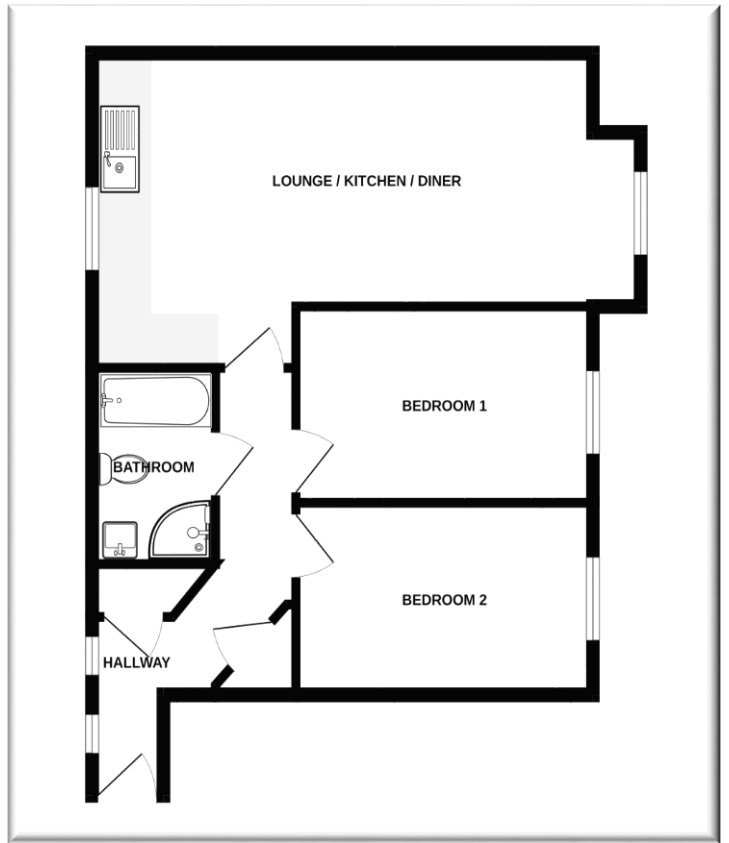 LOUNGE / KITCHEN / DINER
BEDROOM 1
BATHROOM
BEDROOM 2
HALLWAY